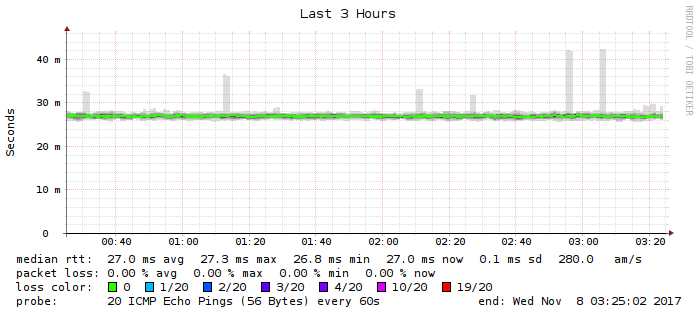 Last 3 Hours
RRDTOOL / TOBI OETIKER
Seconds
40 m
30 m
20 m
10 m
0
00:40 01:00 01:20 01:40 02:00 02:20 02:40 03:00 03:20
median rtt: 27.0 ms avg 27.3 ms max 26.8 ms min 27.0 ms now 0.1 ms sd 280.0 am/s
packet loss: 0.00 % avg 0.00 % max 0.00 % min 0.00 % now
loss color: 0 1/20 2/20 3/20 4/20 10/20 19/20
probe: 20 ICMP Echo Pings (56 Bytes) every 60s end: Wed Nov 8 03:25:02 2017